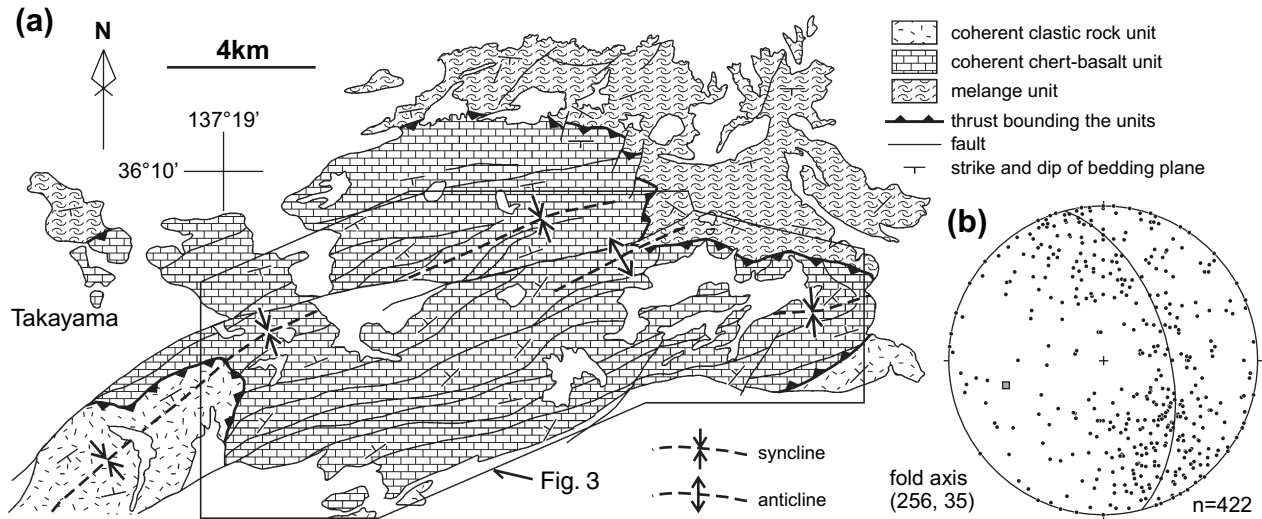 (a)
N
4km
137°19’
36°10’
Takayama
Fig. 3
syncline
anticline
coherent clastic rock unit
coherent chert-basalt unit
melange unit
thrust bounding the units
fault
strike and dip of bedding plane
(b)
fold axis
(256, 35)
n=422